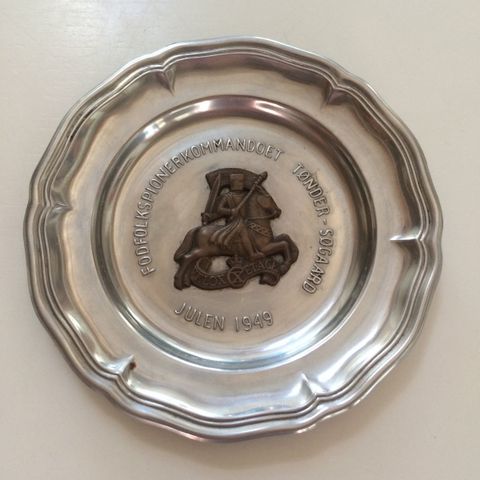 FODFOLKSPIONERKOMMANDOET TØNDER - SØGAARD
JULEN 1949